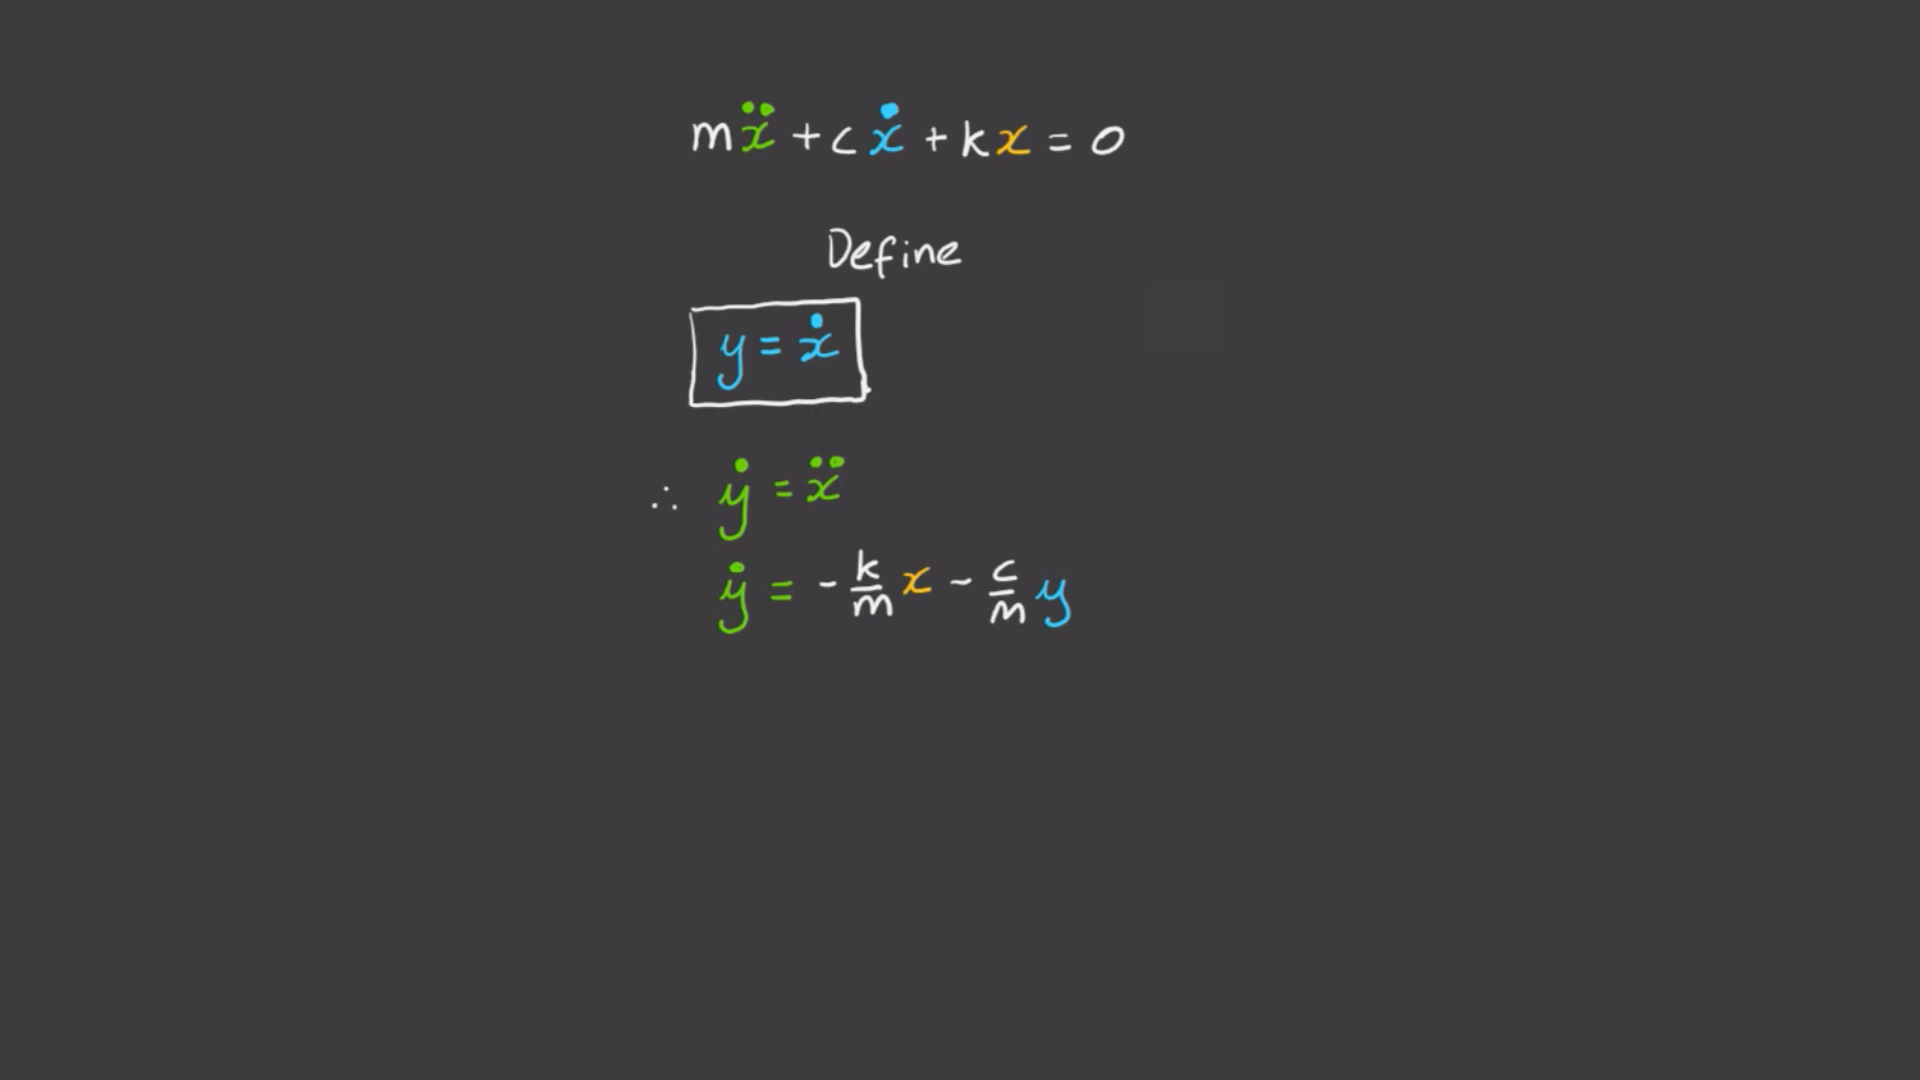 mẍ + cẋ + kx = 0
Define
y = ẋ
∴ ẏ = ẍ
ẏ = -k/m x - c/m y